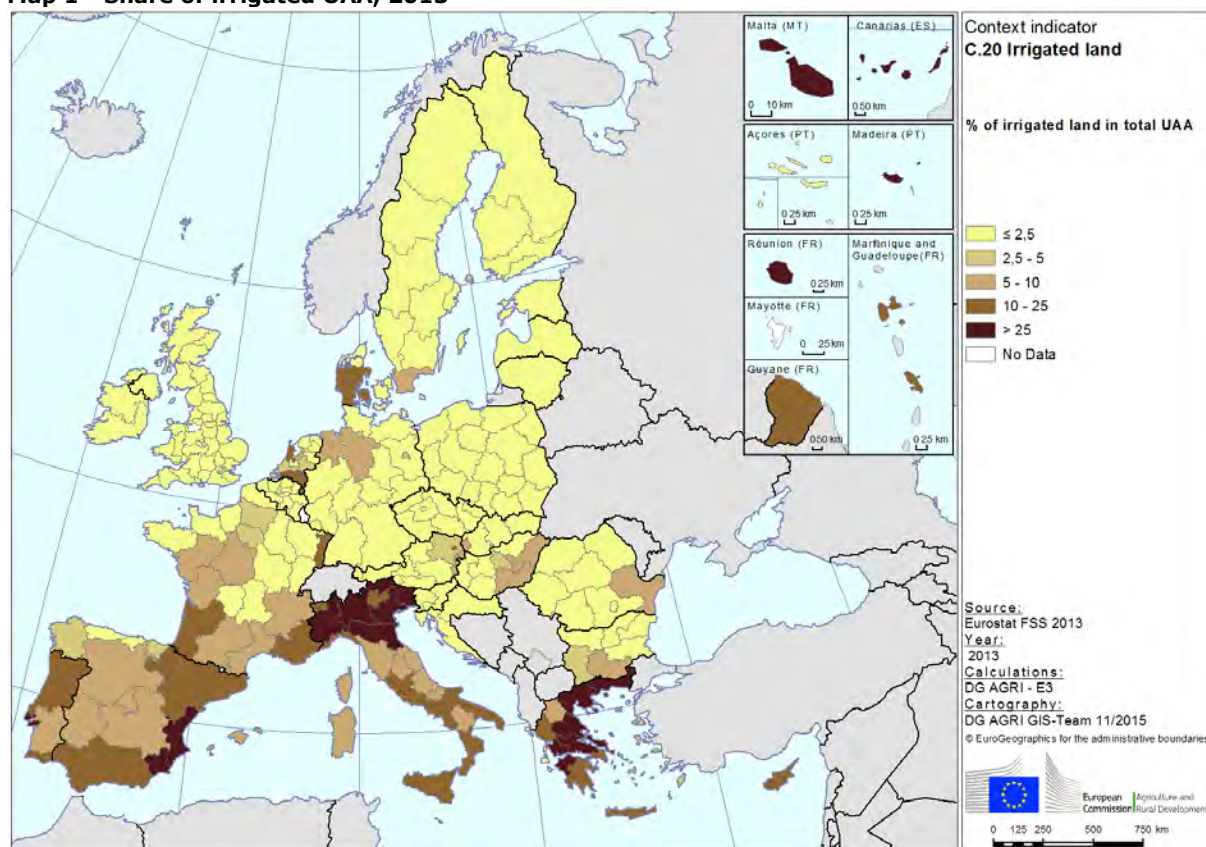 Map 1 - Share of irrigated UAA, 2013
Malta (MT)
0 10 km
Canarias (ES)
0 50 km
Açores (PT)
0 25 km
0 25 km
Madeira (PT)
0 25 km
Réunion (FR)
0 25 km
Mayotte (FR)
0 25 km
Guyane (FR)
0 50 km
Martinique and
Guadeloupe(FR)
0 25 km
Context indicator
C.20 Irrigated land
% of irrigated land in total UAA
≤ 2,5
2,5 - 5
5 - 10
10 - 25
> 25
No Data
Source:
Eurostat FSS 2013
Year:
2013
Calculations:
DG AGRI - E3
Cartography:
DG AGRI GIS-Team 11/2015
© EuroGeographics for the administrative boundaries
European
Commission
Agriculture and
Rural Development
0 125 250 500 750 km